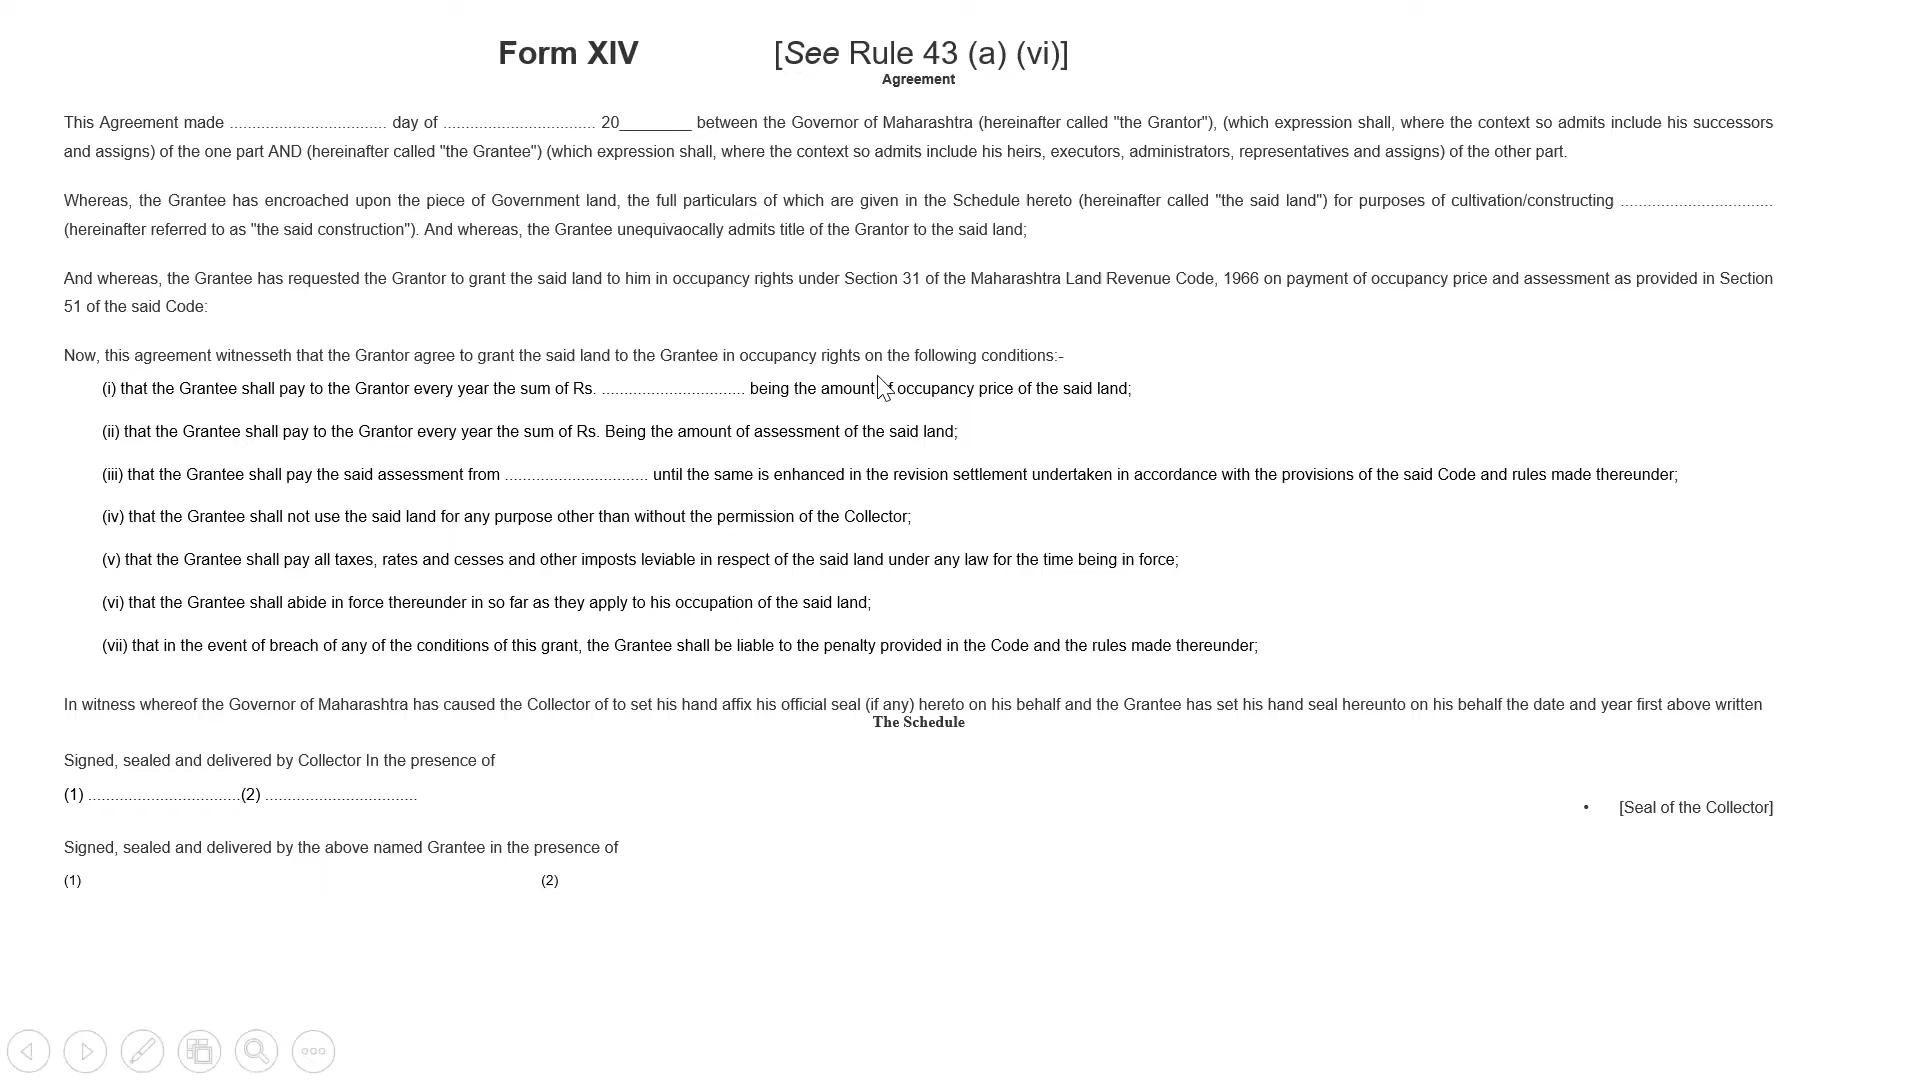 Form XIV [See Rule 43 (a) (vi)]
Agreement
This Agreement made ................................... day of .................................. 20________ between the Governor of Maharashtra (hereinafter called "the Grantor"), (which expression shall, where the context so admits include his successors
and assigns) of the one part AND (hereinafter called "the Grantee") (which expression shall, where the context so admits include his heirs, executors, administrators, representatives and assigns) of the other part.
Whereas, the Grantee has encroached upon the piece of Government land, the full particulars of which are given in the Schedule hereto (hereinafter called "the said land") for purposes of cultivation/constructing ..................................
(hereinafter referred to as "the said construction"). And whereas, the Grantee unequivaocally admits title of the Grantor to the said land;
And whereas, the Grantee has requested the Grantor to grant the said land to him in occupancy rights under Section 31 of the Maharashtra Land Revenue Code, 1966 on payment of occupancy price and assessment as provided in Section
51 of the said Code:
Now, this agreement witnesseth that the Grantor agree to grant the said land to the Grantee in occupancy rights on the following conditions:-
(i) that the Grantee shall pay to the Grantor every year the sum of Rs. ................................ being the amount of occupancy price of the said land;
(ii) that the Grantee shall pay to the Grantor every year the sum of Rs. Being the amount of assessment of the said land;
(iii) that the Grantee shall pay the said assessment from ................................ until the same is enhanced in the revision settlement undertaken in accordance with the provisions of the said Code and rules made thereunder;
(iv) that the Grantee shall not use the said land for any purpose other than without the permission of the Collector;
(v) that the Grantee shall pay all taxes, rates and cesses and other imposts leviable in respect of the said land under any law for the time being in force;
(vi) that the Grantee shall abide in force thereunder in so far as they apply to his occupation of the said land;
(vii) that in the event of breach of any of the conditions of this grant, the Grantee shall be liable to the penalty provided in the Code and the rules made thereunder;
In witness whereof the Governor of Maharashtra has caused the Collector of to set his hand affix his official seal (if any) hereto on his behalf and the Grantee has set his hand seal hereunto on his behalf the date and year first above written
The Schedule
Signed, sealed and delivered by Collector In the presence of
(1) ..................................(2) ..................................
• [Seal of the Collector]
Signed, sealed and delivered by the above named Grantee in the presence of
(1) (2)